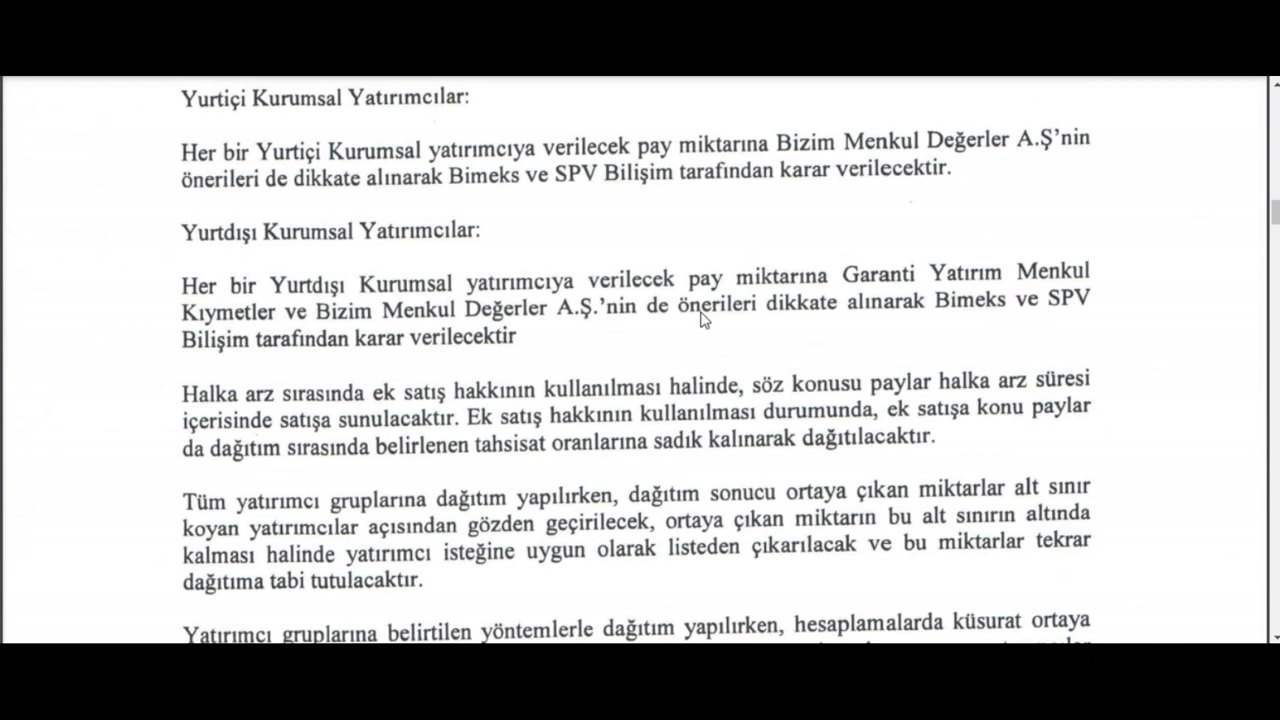 Yurtiçi Kurumsal Yatırımcılar:
Her bir Yurtiçi Kurumsal yatırımcıya verilecek pay miktarına Bizim Menkul Değerler A.Ş’nin
önerileri de dikkate alınarak Bimeks ve SPV Bilişim tarafından karar verilecektir.
Yurtdışı Kurumsal Yatırımcılar:
Her bir Yurtdışı Kurumsal yatırımcıya verilecek pay miktarına Garanti Yatırım Menkul
Kıymetler ve Bizim Menkul Değerler A.Ş.’nin de önerileri dikkate alınarak Bimeks ve SPV
Bilişim tarafından karar verilecektir
Halka arz sırasında ek satış hakkının kullanılması halinde, söz konusu paylar halka arz süresi
içerisinde satışa sunulacaktır. Ek satış hakkının kullanılması durumunda, ek satışa konu paylar
da dağıtım sırasında belirlenen tahsisat oranlarına sadık kalınarak dağıtılacaktır.
Tüm yatırımcı gruplarına dağıtım yapılırken, dağıtım sonucu ortaya çıkan miktarlar alt sınır
koyan yatırımcılar açısından gözden geçirilecek, ortaya çıkan miktarın bu alt sınırın altında
kalması halinde yatırımcı isteğine uygun olarak listeden çıkarılacak ve bu miktarlar tekrar
dağıtıma tabi tutulacaktır.
Yatırımcı gruplarına belirtilen yöntemlerle dağıtım yapılırken, hesaplamalarda küsurat ortaya